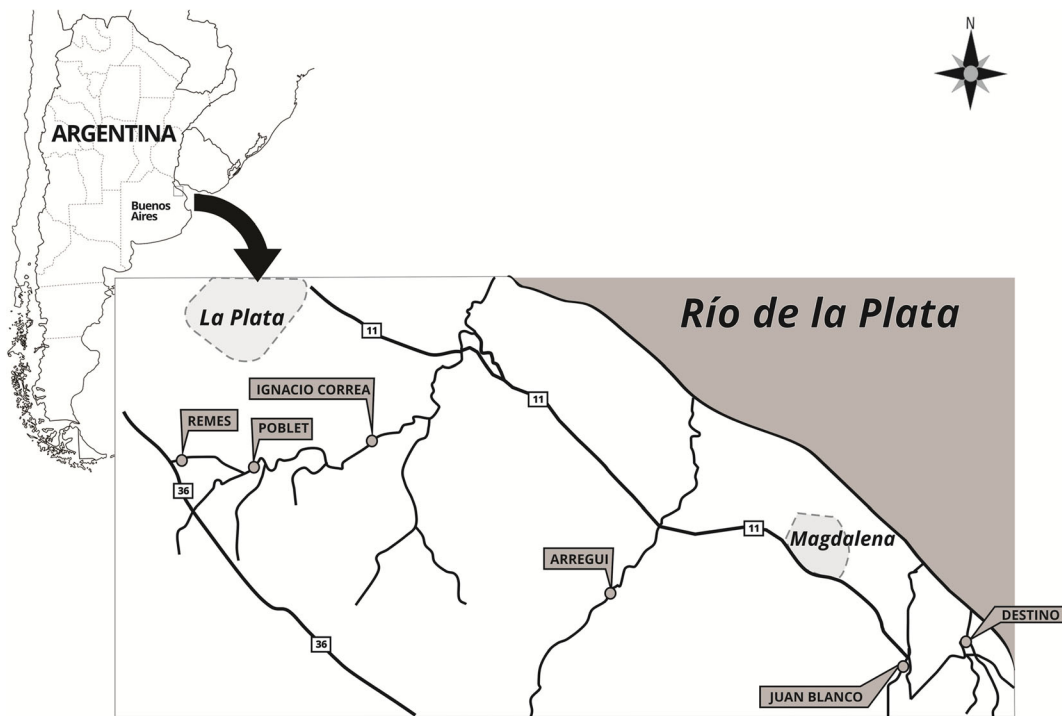 N
ARGENTINA
Buenos
Aires
La Plata
Río de la Plata
11
IGNACIO CORREA
11
REMES
POBLET
36
11
Magdalena
ARREGUI
DESTINO
36
JUAN BLANCO